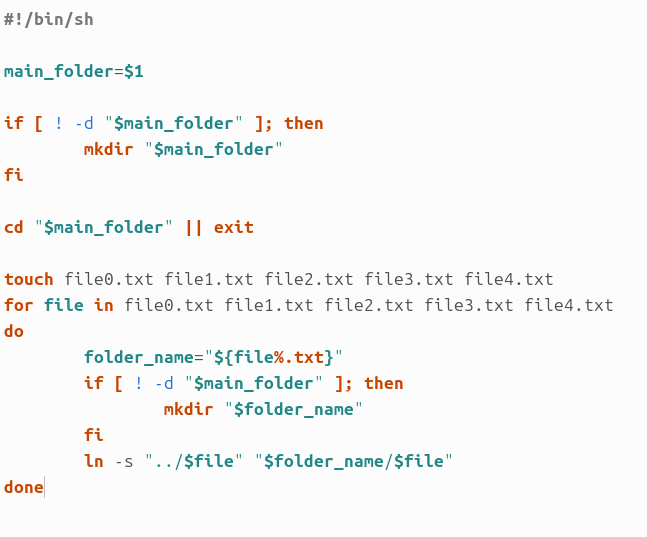 #!/bin/sh

main_folder=$1

if [ ! -d "$main_folder" ]; then
        mkdir "$main_folder"
fi

cd "$main_folder" || exit

touch file0.txt file1.txt file2.txt file3.txt file4.txt
for file in file0.txt file1.txt file2.txt file3.txt file4.txt
do
        folder_name="${file%.txt}"
        if [ ! -d "$main_folder" ]; then
                mkdir "$folder_name"
        fi
        ln -s "../$file" "$folder_name/$file"
done